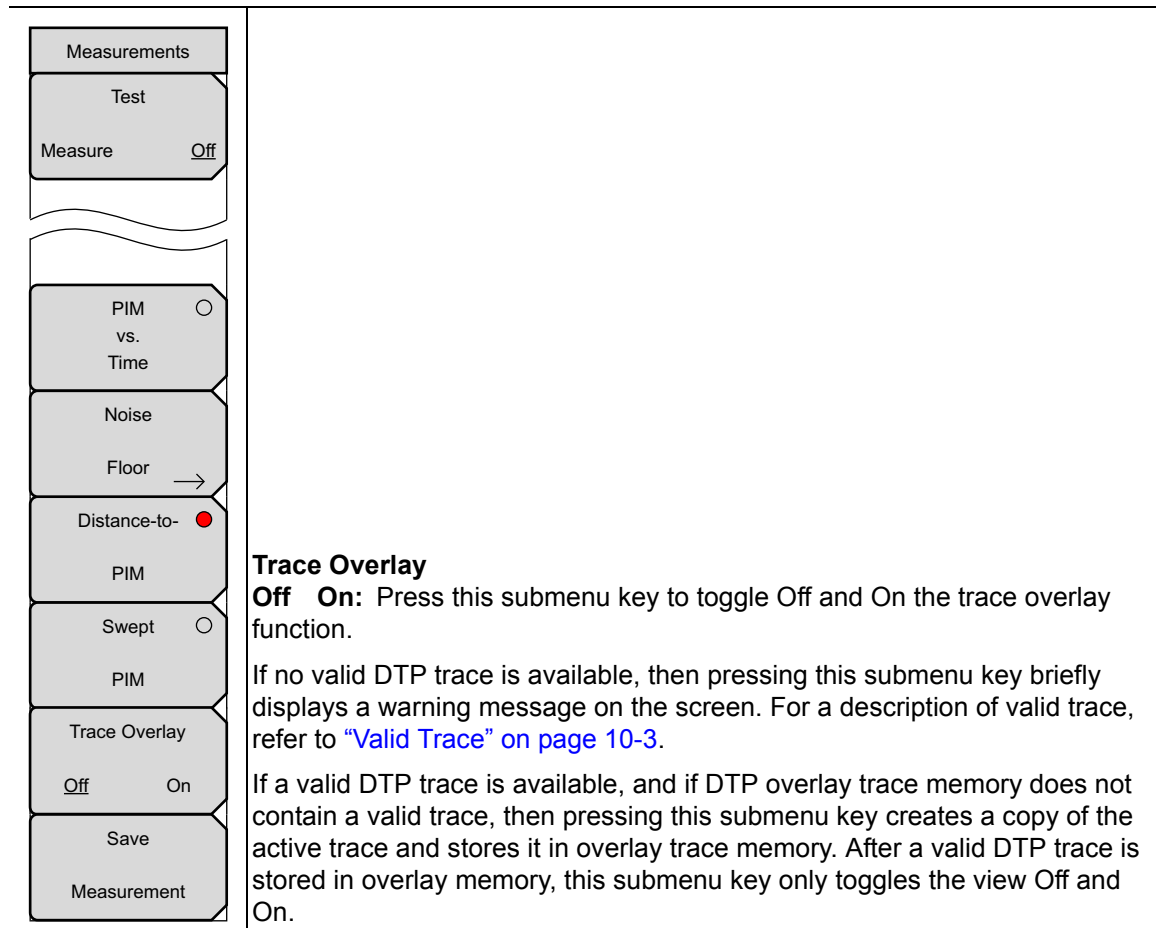 Measurements
Test
Measure Off
PIM
vs.
Time
Noise
Floor
Distance-to-
PIM
Swept
PIM
Trace Overlay
Off On
Save
Measurement
Trace Overlay
Off On: Press this submenu key to toggle Off and On the trace overlay
function.
If no valid DTP trace is available, then pressing this submenu key briefly
displays a warning message on the screen. For a description of valid trace,
refer to “Valid Trace” on page 10-3.
If a valid DTP trace is available, and if DTP overlay trace memory does not
contain a valid trace, then pressing this submenu key creates a copy of the
active trace and stores it in overlay trace memory. After a valid DTP trace is
stored in overlay memory, this submenu key only toggles the view Off and
On.